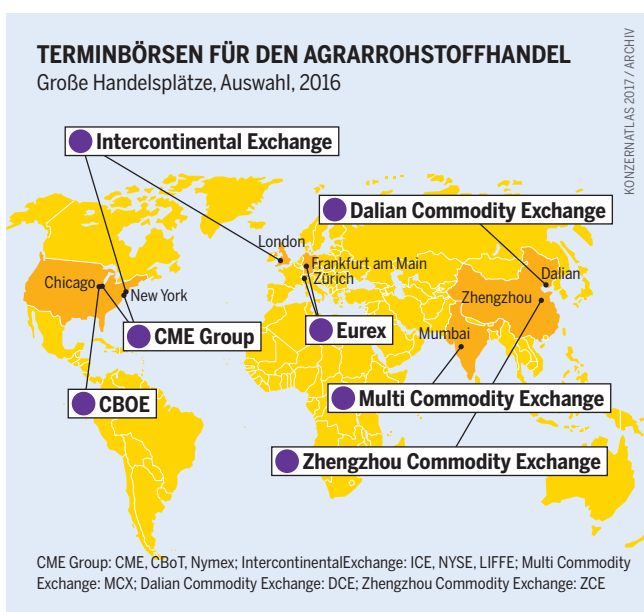 TERMINBÖRSEN FÜR DEN AGRARROHSTOFFHANDEL
Große Handelsplätze, Auswahl, 2016
KONZERNATLAS 2017 / ARCHIV
Intercontinental Exchange
Dalian Commodity Exchange
London
Frankfurt am Main
Zürich
Dalian
Chicago
New York
Zhengzhou
CME Group
Eurex
Mumbai
CBOE
Multi Commodity Exchange
Zhengzhou Commodity Exchange
CME Group: CME, CBoT, Nymex; IntercontinentalExchange: ICE, NYSE, LIFFE; Multi Commodity
Exchange: MCX; Dalian Commodity Exchange: DCE; Zhengzhou Commodity Exchange: ZCE